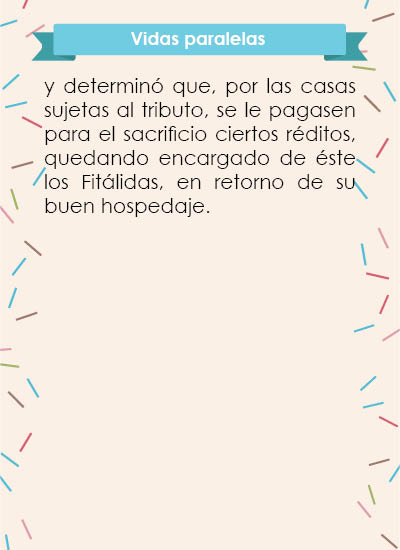 Vidas paralelas
y determinó que, por las casas
sujetas al tributo, se le pagasen
para el sacrificio ciertos réditos,
quedando encargado de éste
los Fitálidas, en retorno de su
buen hospedaje.